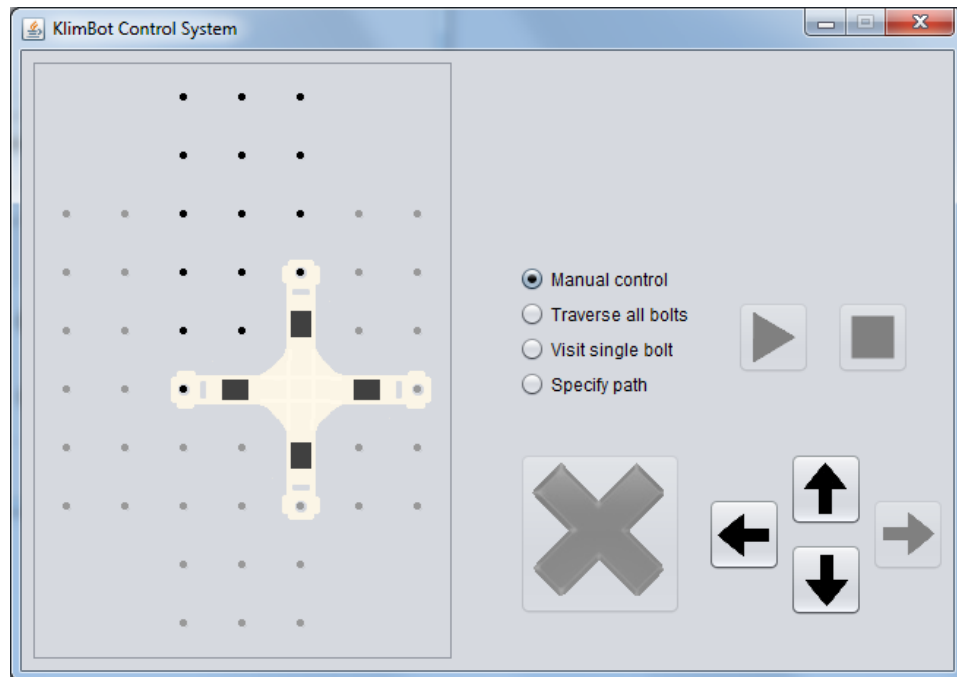 KlimBot Control System
Manual control
Traverse all bolts
Visit single bolt
Specify path